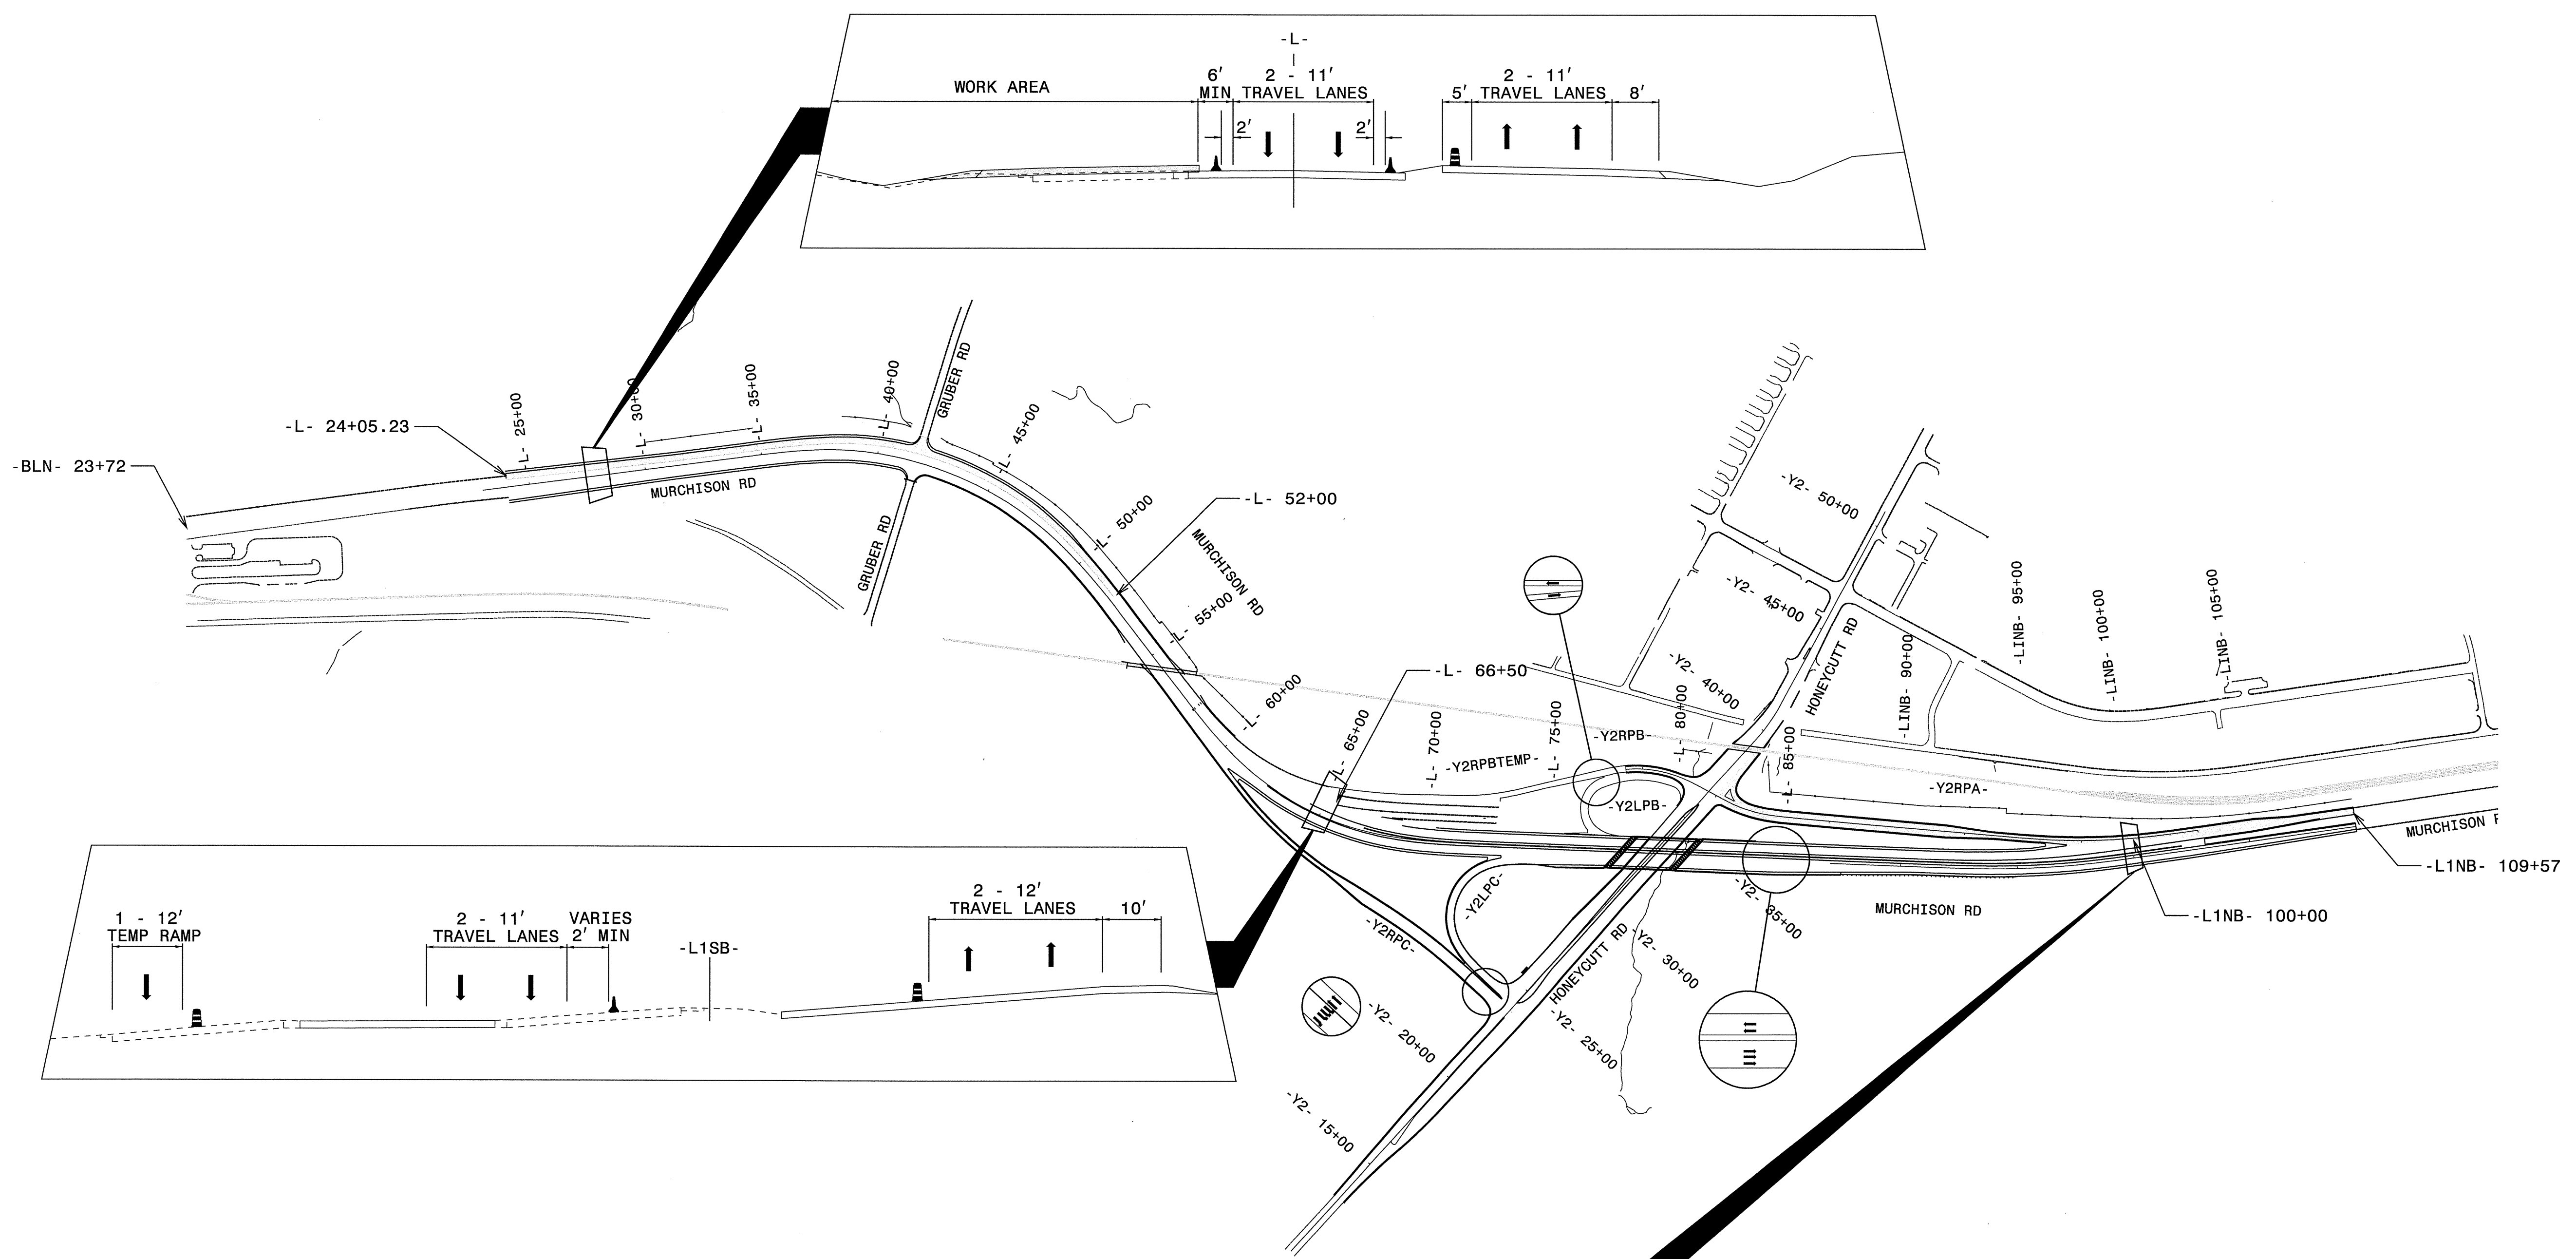 -L-
WORK AREA
6'
MIN
2 - 11'
TRAVEL LANES
5'
2 - 11'
TRAVEL LANES
8'
2'
2'
-BLN- 23+72
-L- 24+05.23
-L- 25+00
-L- 30+00
-L- 35+00
-L- 40+00
GRUBER RD
-L- 45+00
MURCHISON RD
GRUBER RD
-L- 50+00
-L- 52+00
MURCHISON RD
-L- 55+00
-L- 60+00
-L- 66+50
-L- 65+00
-L- 70+00
-Y2RPBTEMP-
-L- 75+00
-Y2RPB-
-L- 80+00
-Y2LPB-
-L- 85+00
-Y2- 50+00
-Y2- 45+00
-Y2- 40+00
HONEYCUTT RD
-L1NB- 90+00
-L1NB- 95+00
-L1NB- 100+00
-L1NB- 105+00
-Y2RPA-
MURCHISON R
-L1NB- 109+57
-L1NB- 100+00
MURCHISON RD
-Y2- 35+00
-Y2LPC-
-Y2RPC-
HONEYCUTT RD
-Y2- 30+00
-Y2- 25+00
-Y2- 20+00
-Y2- 15+00
1 - 12'
TEMP RAMP
2 - 11'
TRAVEL LANES
VARIES
2' MIN
-L1SB-
2 - 12'
TRAVEL LANES
10'